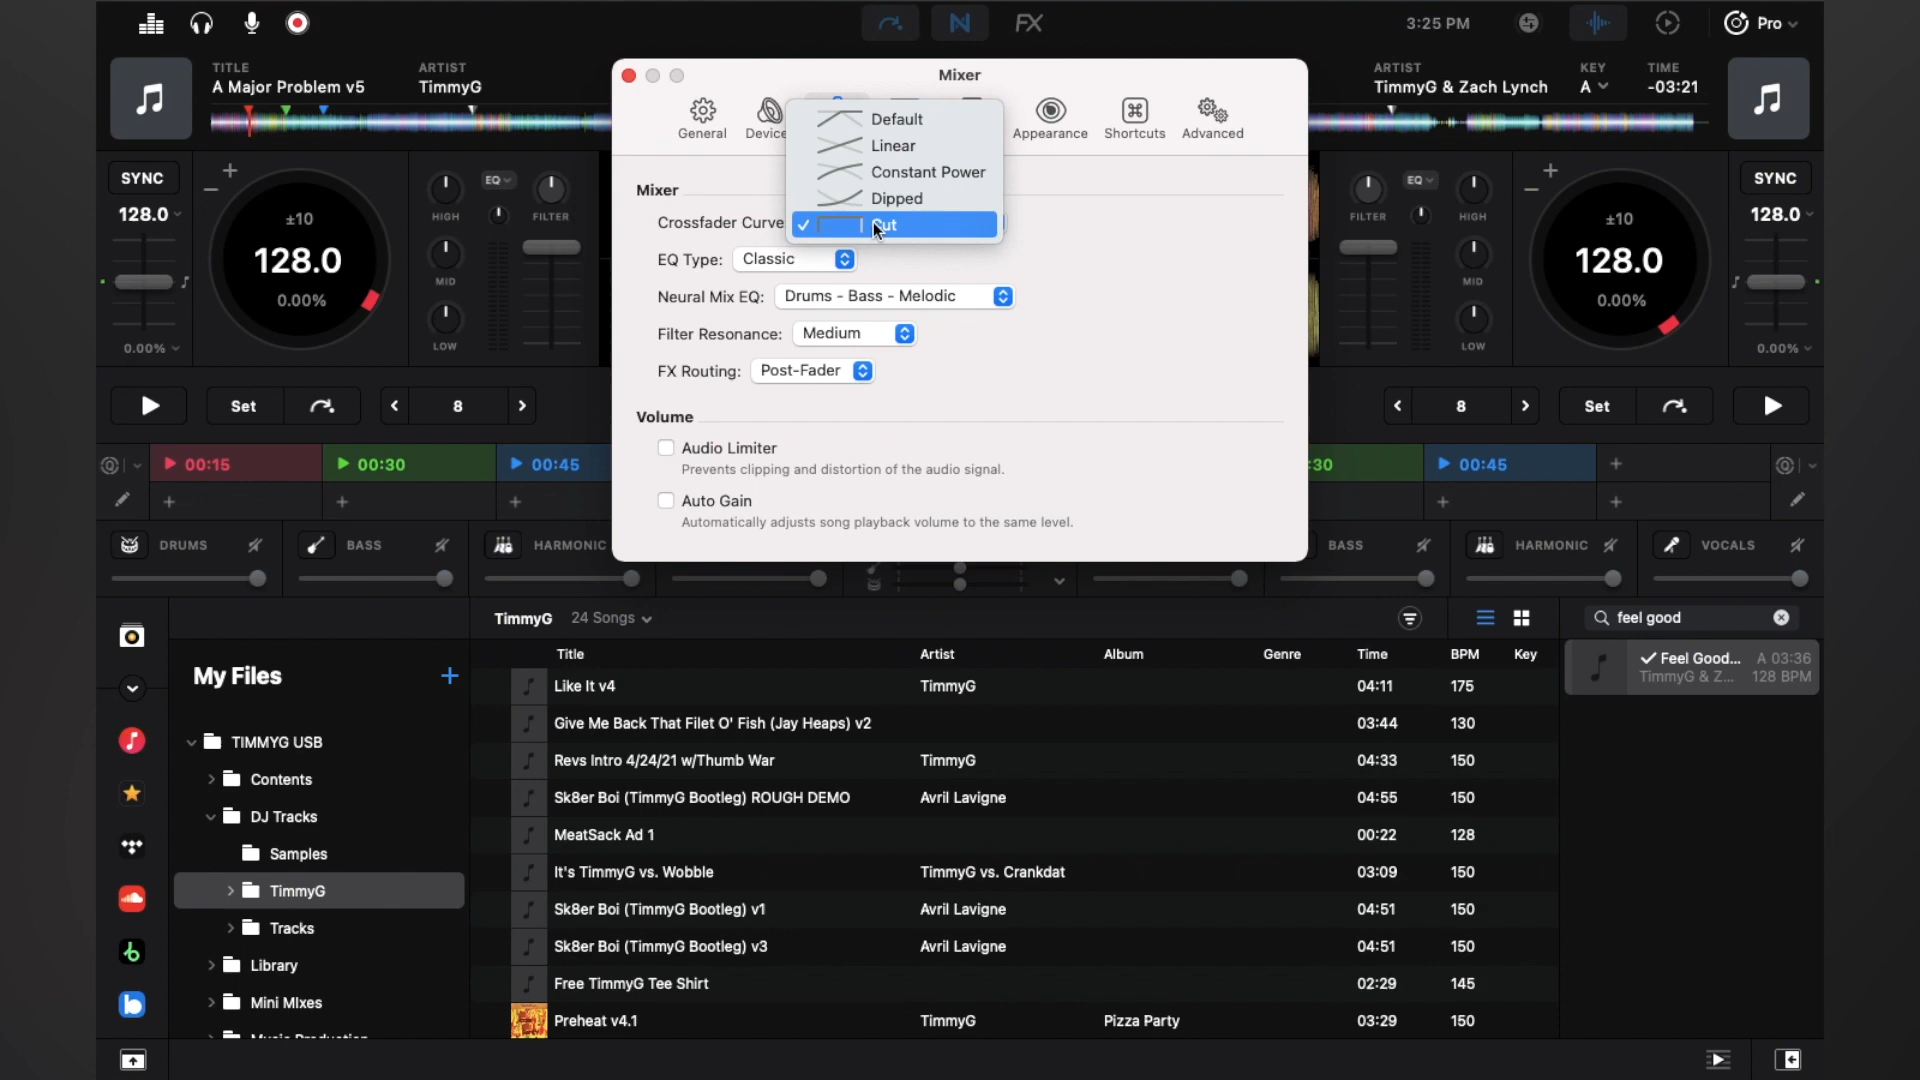 FX
3:25 PM
Pro
TITLE
A Major Problem v5
ARTIST
TimmyG
Mixer
General
Device
Appearance
Shortcuts
Advanced
ARTIST
TimmyG & Zach Lynch
KEY
A
TIME
-03:21
Default
Linear
Constant Power
Dipped
Cut
Mixer
Crossfader Curve
EQ Type:
Classic
Neural Mix EQ:
Drums - Bass - Melodic
Filter Resonance:
Medium
FX Routing:
Post-Fader
Volume
Audio Limiter
Prevents clipping and distortion of the audio signal.
Auto Gain
Automatically adjusts song playback volume to the same level.
SYNC
128.0
±10
128.0
0.00%
0.00%
EQ
HIGH
MID
LOW
FILTER
FILTER
EQ
HIGH
MID
LOW
±10
128.0
0.00%
SYNC
128.0
0.00%
Set
8
8
Set
00:15
00:30
00:45
:30
00:45
DRUMS
BASS
HARMONIC
BASS
HARMONIC
VOCALS
TimmyG
24 Songs
feel good
My Files
TIMMYG USB
Contents
DJ Tracks
Samples
TimmyG
Tracks
Library
Mini MIxes
Title Artist Album Genre Time BPM Key
Like It v4 TimmyG 04:11 175
Give Me Back That Filet O' Fish (Jay Heaps) v2 03:44 130
Revs Intro 4/24/21 w/Thumb War TimmyG 04:33 150
Sk8er Boi (TimmyG Bootleg) ROUGH DEMO Avril Lavigne 04:55 150
MeatSack Ad 1 00:22 128
It's TimmyG vs. Wobble TimmyG vs. Crankdat 03:09 150
Sk8er Boi (TimmyG Bootleg) v1 Avril Lavigne 04:51 150
Sk8er Boi (TimmyG Bootleg) v3 Avril Lavigne 04:51 150
Free TimmyG Tee Shirt 02:29 145
Preheat v4.1 TimmyG Pizza Party 03:29 150
Feel Good... A 03:36
TimmyG & Z... 128 BPM